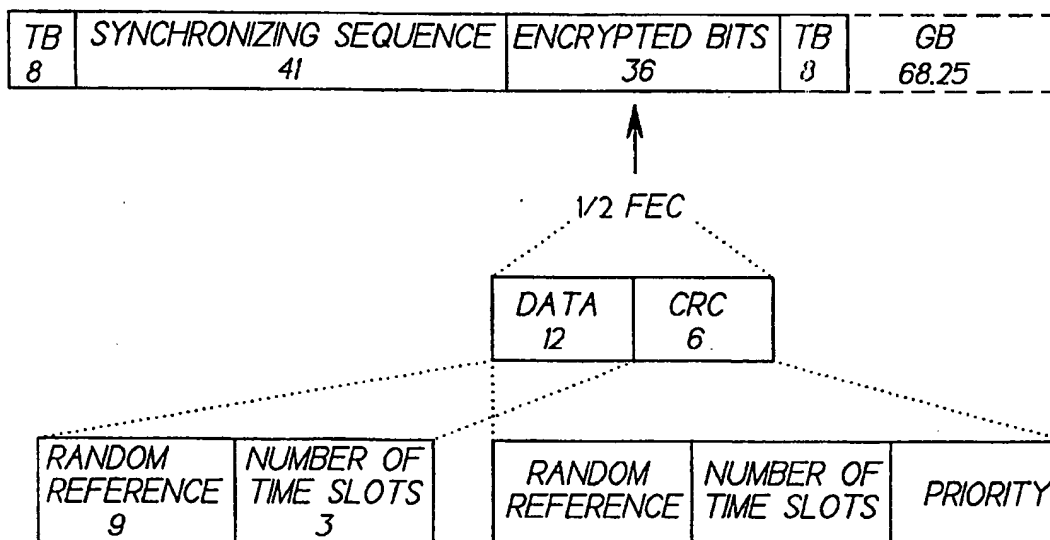 TB SYNCHRONIZING SEQUENCE ENCRYPTED BITS TB GB
8 41 36 8 68.25
1/2 FEC
DATA CRC
12 6
RANDOM REFERENCE NUMBER OF TIME SLOTS
9 3
RANDOM REFERENCE NUMBER OF TIME SLOTS PRIORITY